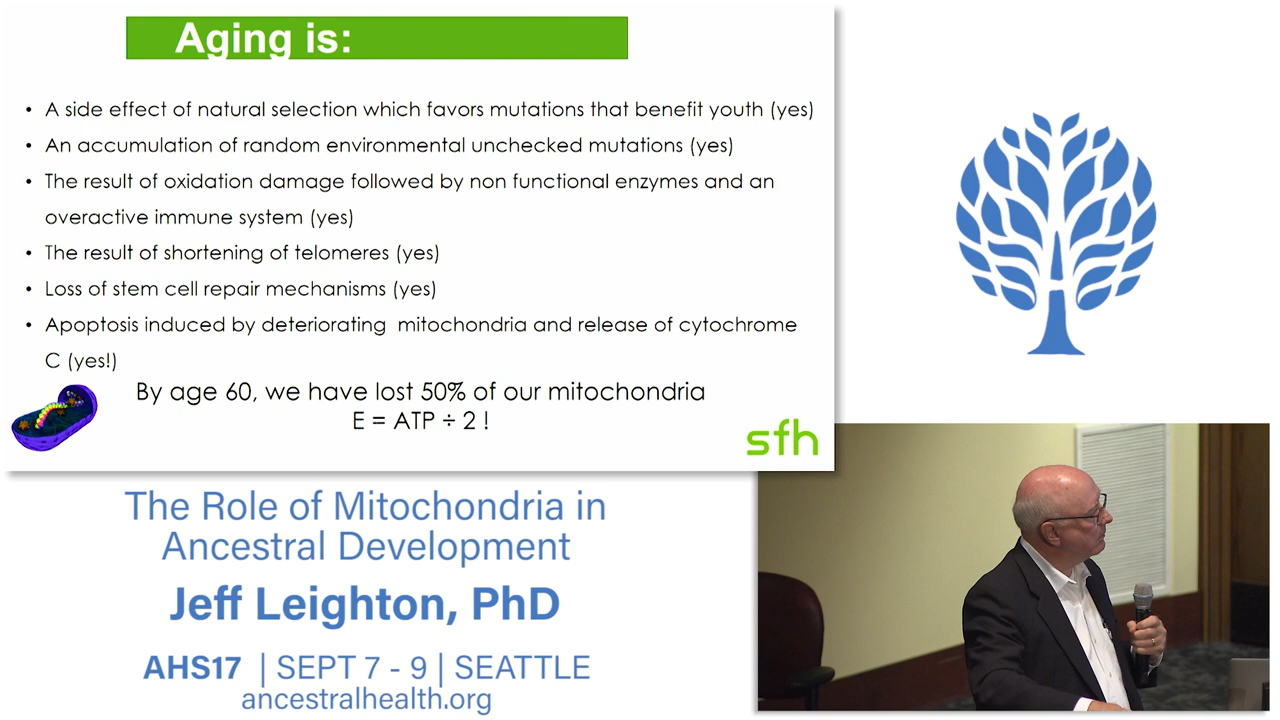 Aging is:
• A side effect of natural selection which favors mutations that benefit youth (yes)
• An accumulation of random environmental unchecked mutations (yes)
• The result of oxidation damage followed by non functional enzymes and an
overactive immune system (yes)
• The result of shortening of telomeres (yes)
• Loss of stem cell repair mechanisms (yes)
• Apoptosis induced by deteriorating mitochondria and release of cytochrome
C (yes!)
By age 60, we have lost 50% of our mitochondria
E = ATP ÷ 2 !
sfh
The Role of Mitochondria in
Ancestral Development
Jeff Leighton, PhD
AHS17 | SEPT 7 - 9 | SEATTLE
ancestralhealth.org